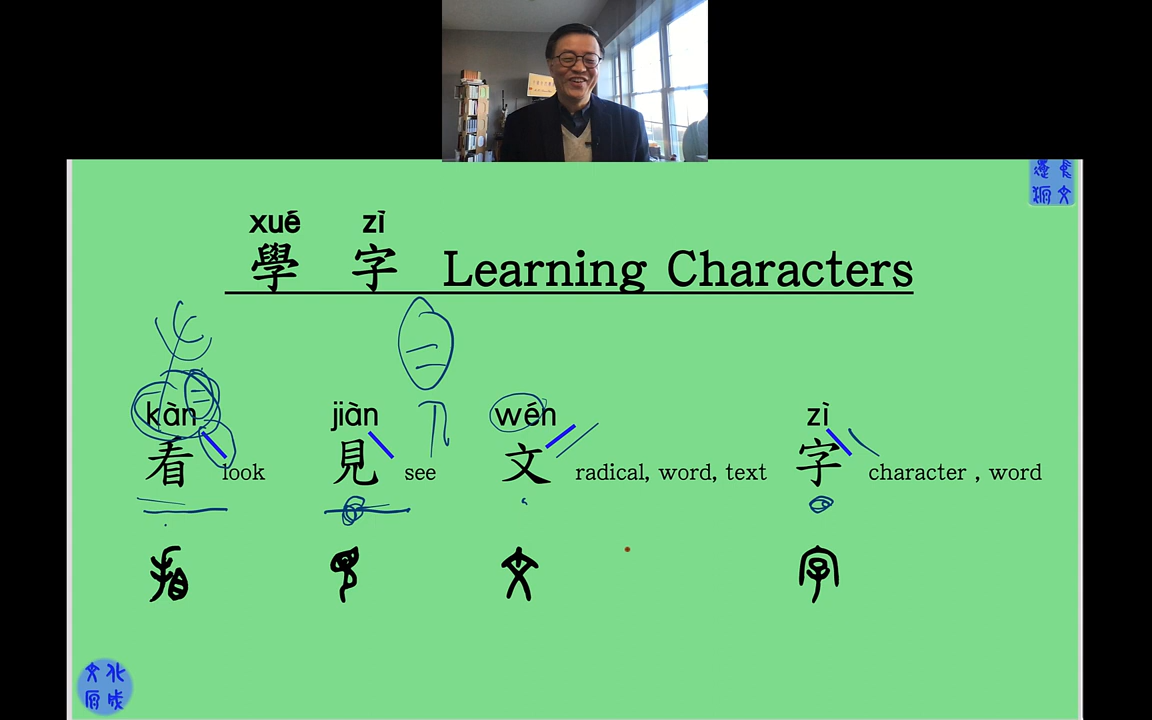 xué zì
學 字 Learning Characters
kàn jiàn wén zì
看 look 見 see 文 radical, word, text 字 character , word